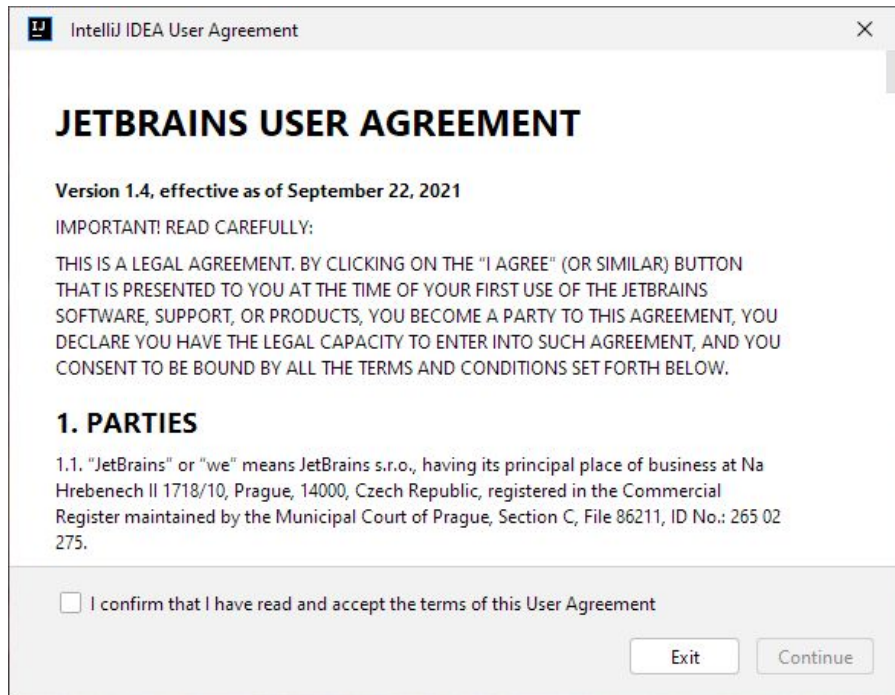 IJ
IntelliJ IDEA User Agreement
JETBRAINS USER AGREEMENT
Version 1.4, effective as of September 22, 2021
IMPORTANT! READ CAREFULLY:
THIS IS A LEGAL AGREEMENT. BY CLICKING ON THE “I AGREE” (OR SIMILAR) BUTTON
THAT IS PRESENTED TO YOU AT THE TIME OF YOUR FIRST USE OF THE JETBRAINS
SOFTWARE, SUPPORT, OR PRODUCTS, YOU BECOME A PARTY TO THIS AGREEMENT, YOU
DECLARE YOU HAVE THE LEGAL CAPACITY TO ENTER INTO SUCH AGREEMENT, AND YOU
CONSENT TO BE BOUND BY ALL THE TERMS AND CONDITIONS SET FORTH BELOW.
1. PARTIES
1.1. “JetBrains” or “we” means JetBrains s.r.o., having its principal place of business at Na
Hrebenech II 1718/10, Prague, 14000, Czech Republic, registered in the Commercial
Register maintained by the Municipal Court of Prague, Section C, File 86211, ID No.: 265 02
275.
I confirm that I have read and accept the terms of this User Agreement
Exit
Continue